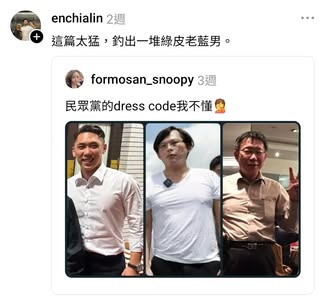 enchialin 2週
這篇太猛，釣出一堆綠皮老藍男。
formosan_snoopy 3週
民眾黨的dress code我不懂🤦